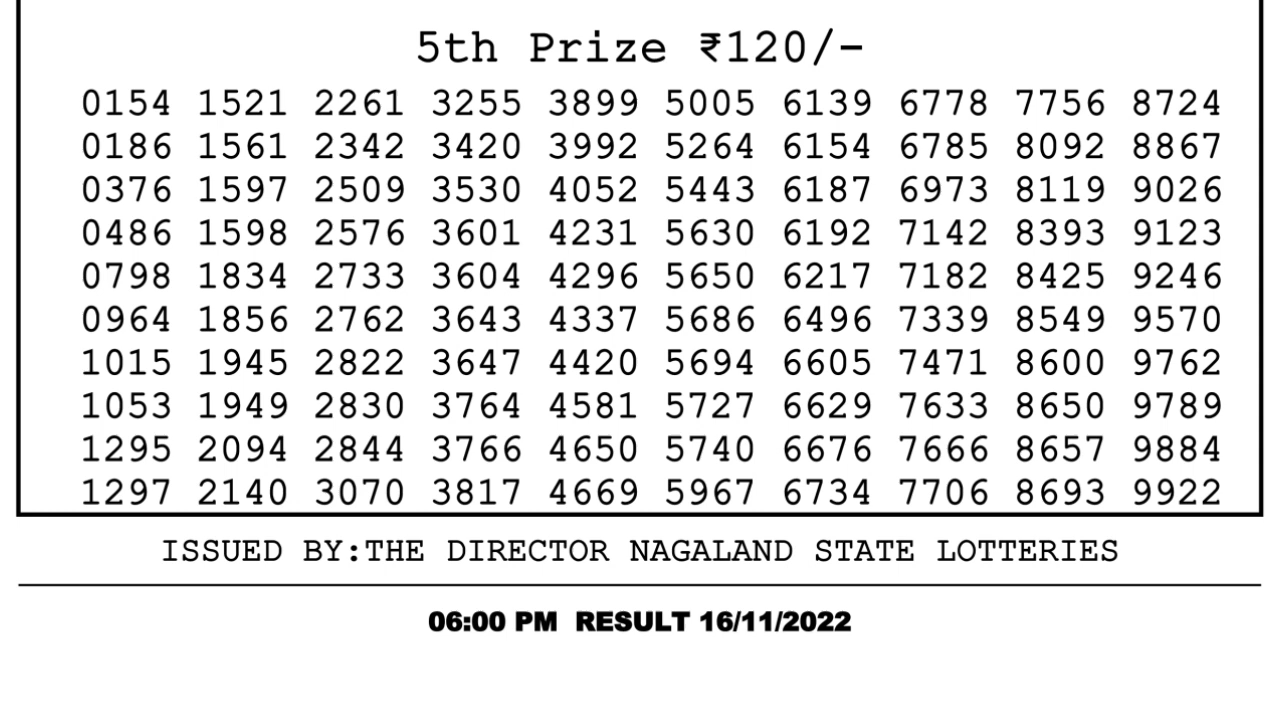 5th Prize ₹120/-
0154 1521 2261 3255 3899 5005 6139 6778 7756 8724
0186 1561 2342 3420 3992 5264 6154 6785 8092 8867
0376 1597 2509 3530 4052 5443 6187 6973 8119 9026
0486 1598 2576 3601 4231 5630 6192 7142 8393 9123
0798 1834 2733 3604 4296 5650 6217 7182 8425 9246
0964 1856 2762 3643 4337 5686 6496 7339 8549 9570
1015 1945 2822 3647 4420 5694 6605 7471 8600 9762
1053 1949 2830 3764 4581 5727 6629 7633 8650 9789
1295 2094 2844 3766 4650 5740 6676 7666 8657 9884
1297 2140 3070 3817 4669 5967 6734 7706 8693 9922
ISSUED BY:THE DIRECTOR NAGALAND STATE LOTTERIES
06:00 PM RESULT 16/11/2022